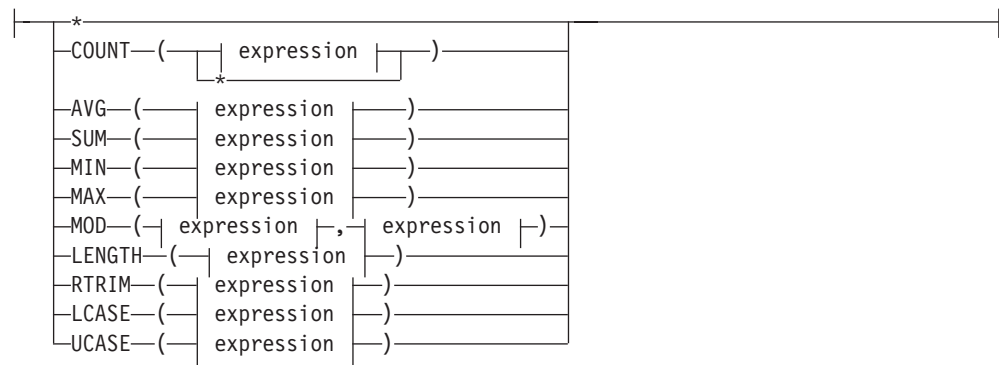 *
COUNT ( expression )
*
AVG ( expression )
SUM ( expression )
MIN ( expression )
MAX ( expression )
MOD ( expression , expression )
LENGTH ( expression )
RTRIM ( expression )
LCASE ( expression )
UCASE ( expression )